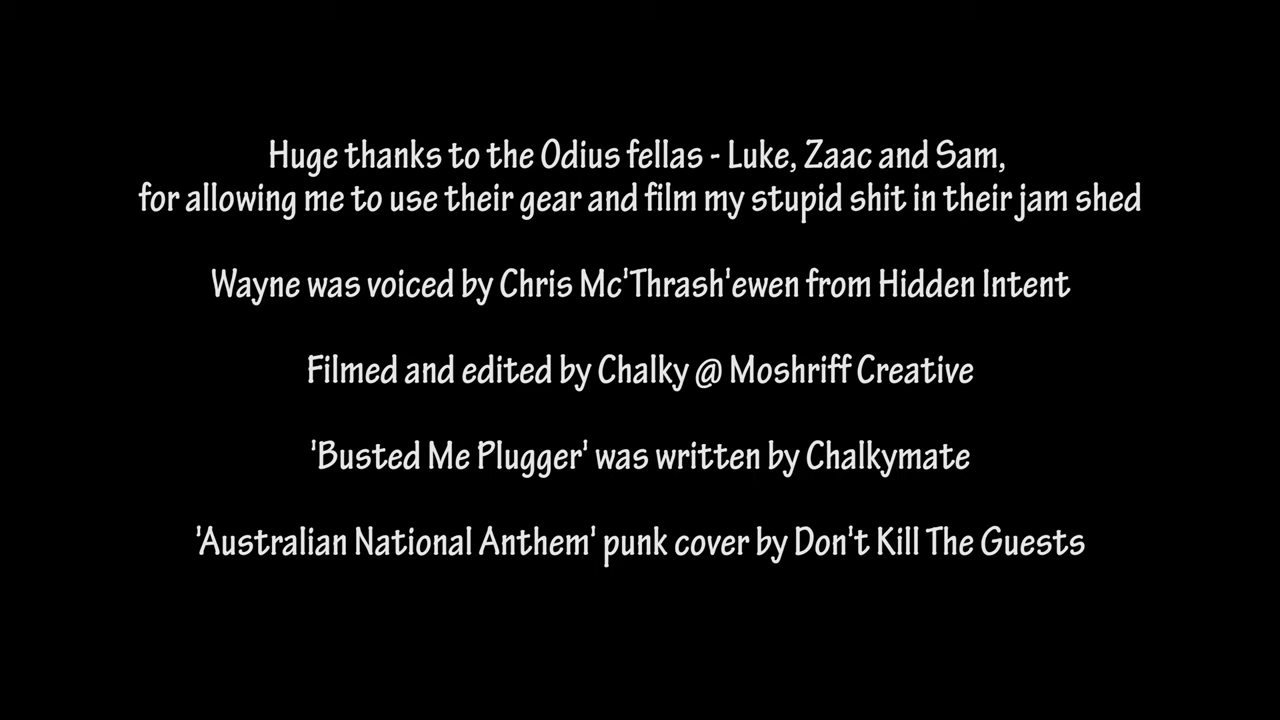 Huge thanks to the Odius fellas - Luke, Zaac and Sam,
for allowing me to use their gear and film my stupid shit in their jam shed
Wayne was voiced by Chris Mc'Thrash'ewen from Hidden Intent
Filmed and edited by Chalky @ Moshriff Creative
'Busted Me Plugger' was written by Chalkymate
'Australian National Anthem' punk cover by Don't Kill The Guests